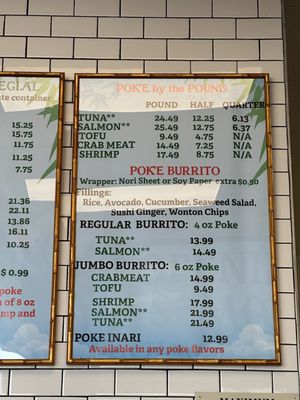 ECIAL
te container
15.25
15.75
11.75
11.25
7.75
21.36
22.11
13.86
16.11
10.25
$ 0.99
poke
n of 8 oz
mp and
POK'E by the POUND
POUND HALF QUARTER
TUNA** 24.49 12.25 6.13
SALMON** 25.49 12.75 6.37
TOFU 9.49 4.75 N/A
CRAB MEAT 14.49 7.25 N/A
SHRIMP 17.49 8.75 N/A
POK'E BURRITO
Wrapper: Nori Sheet or Soy Paper extra $0.50
Fillings:
Rice, Avocado, Cucumber, Seaweed Salad,
Sushi Ginger, Wonton Chips
REGULAR BURRITO: 4 oz Poke
TUNA** 13.99
SALMON** 14.49
JUMBO BURRITO: 6 oz Poke
CRABMEAT 14.99
TOFU 9.49
SHRIMP 17.99
SALMON** 21.99
TUNA** 21.49
POKE INARI 12.99
Available in any poke flavors